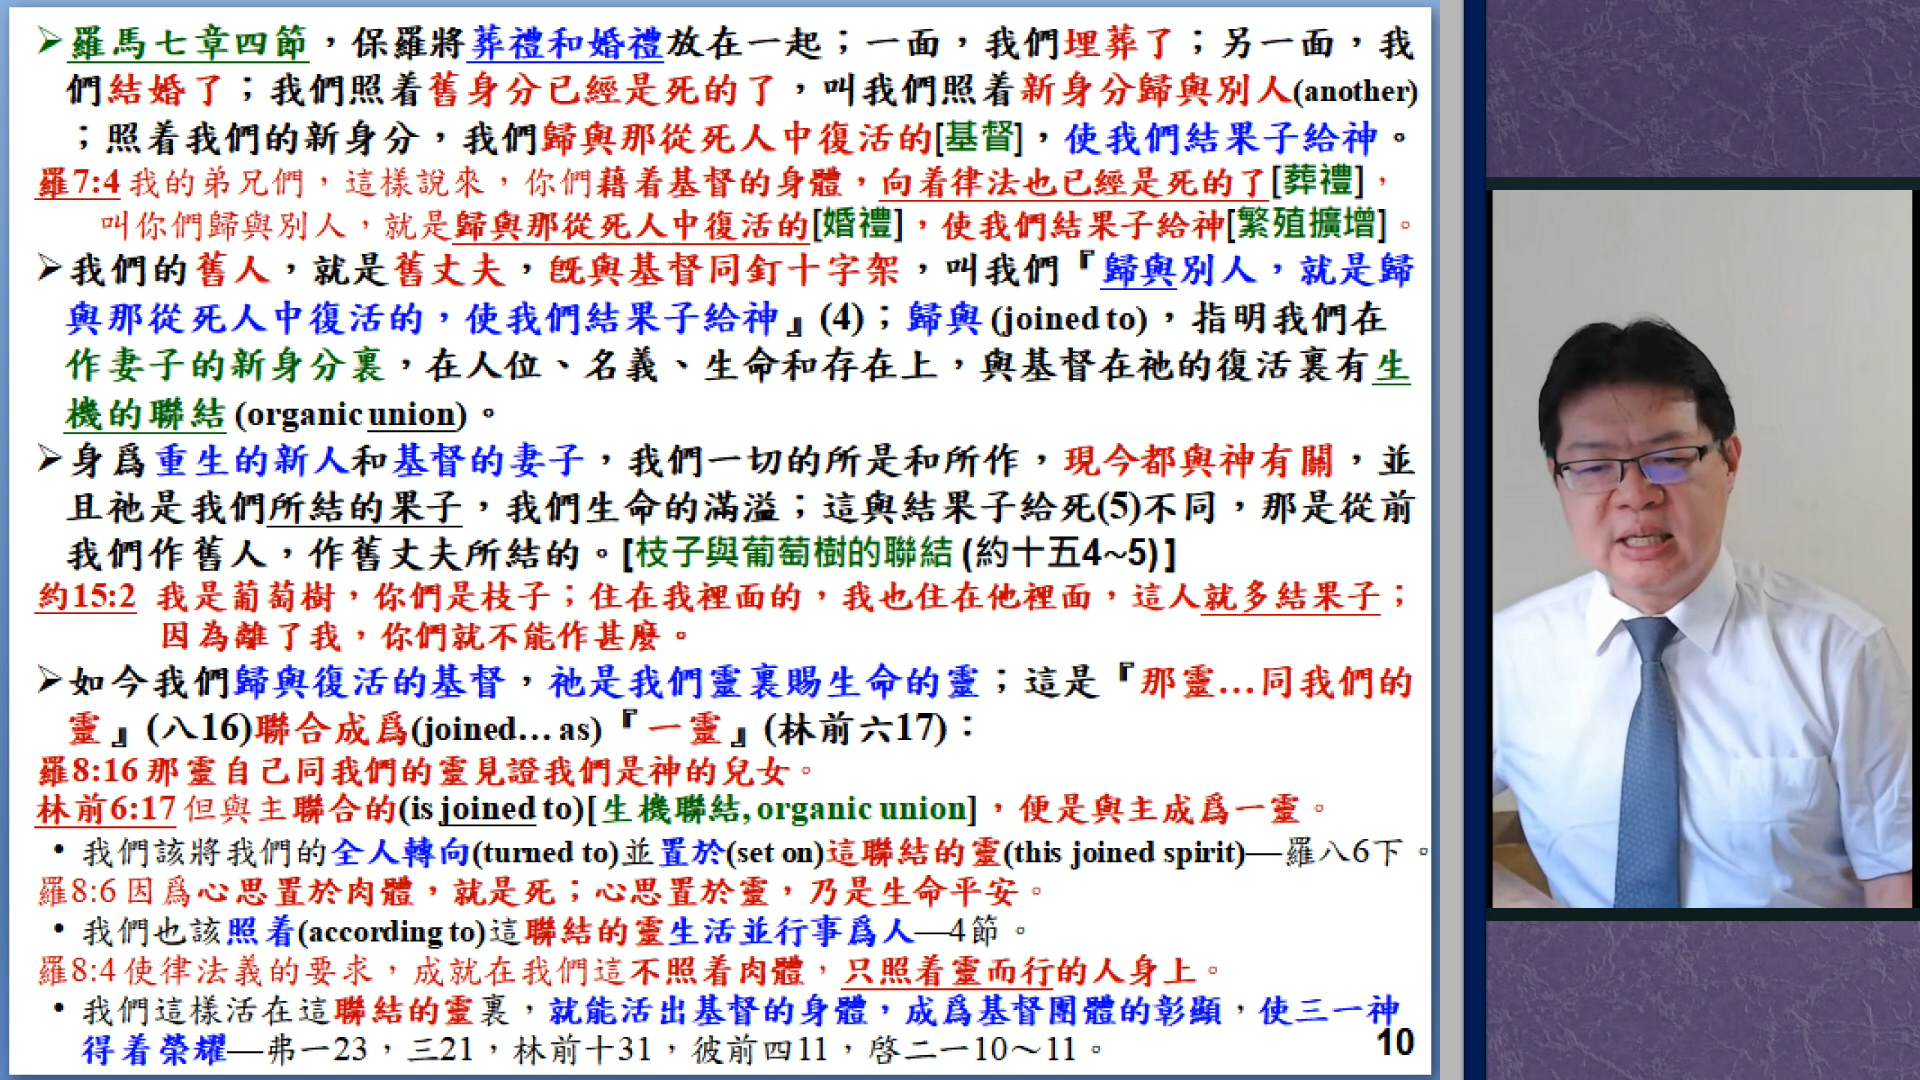 ➢羅馬七章四節，保羅將葬禮和婚禮放在一起；一面，我們埋葬了；另一面，我
們結婚了；我們照着舊身分已經是死的了，叫我們照着新身分歸與別人(another)
；照着我們的新身分，我們歸與那從死人中復活的[基督]，使我們結果子給神。
羅7:4 我的弟兄們，這樣說來，你們藉着基督的身體，向着律法也已經是死的了[葬禮]，
叫你們歸與別人，就是歸與那從死人中復活的[婚禮]，使我們結果子給神[繁殖擴增]。
➢我們的舊人，就是舊丈夫，既與基督同釘十字架，叫我們『歸與別人，就是歸
與那從死人中復活的，使我們結果子給神』(4)；歸與(joined to)，指明我們在
作妻子的新身分裏，在人位、名義、生命和存在上，與基督在祂的復活裏有生
機的聯結(organic union)。
➢身爲重生的新人和基督的妻子，我們一切的所是和所作，現今都與神有關，並
且祂是我們所結的果子，我們生命的滿溢；這與結果子給死(5)不同，那是從前
我們作舊人，作舊丈夫所結的。[枝子與葡萄樹的聯結 (約十五4~5)]
約15:2 我是葡萄樹，你們是枝子；住在我裡面的，我也住在他裡面，這人就多結果子；
因為離了我，你們就不能作甚麼。
➢如今我們歸與復活的基督，祂是我們靈裏賜生命的靈；這是『那靈…同我們的
靈』(八16)聯合成爲(joined… as)『一靈』(林前六17)：
羅8:16 那靈自己同我們的靈見證我們是神的兒女。
林前6:17 但與主聯合的(is joined to)[生機聯結, organic union]，便是與主成爲一靈。
• 我們該將我們的全人轉向(turned to)並置於(set on)這聯結的靈(this joined spirit)—羅八6下。
羅8:6 因爲心思置於肉體，就是死；心思置於靈，乃是生命平安。
• 我們也該照着(according to)這聯結的靈生活並行事爲人—4節。
羅8:4 使律法義的要求，成就在我們這不照着肉體，只照着靈而行的人身上。
• 我們這樣活在這聯結的靈裏，就能活出基督的身體，成爲基督團體的彰顯，使三一神
得着榮耀—弗一23，三21，林前十31，彼前四11，啓二一10～11。
10